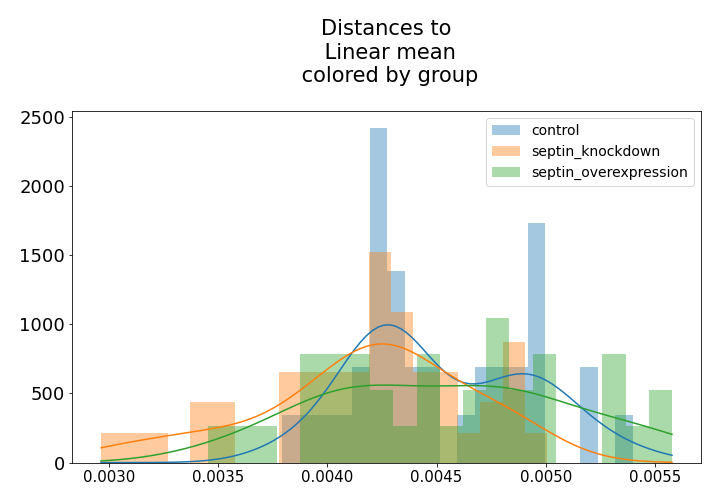 Distances to
Linear mean
colored by group
2500
2000
1500
1000
500
0
control
septin_knockdown
septin_overexpression
0.0030
0.0035
0.0040
0.0045
0.0050
0.0055